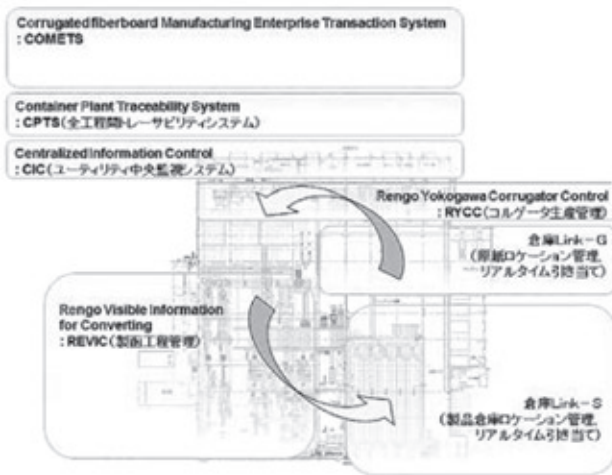 Corrugated fiberboard Manufacturing Enterprise Transaction System
: COMETS
Container Plant Traceability System
: CPTS(全工程間トレーサビリティシステム)
Centralized Information Control
: CIC(ユーティリティ中央監視システム)
Rengo Yokogawa Corrugator Control
: RYCC(コルゲータ生産管理)
倉庫Link-G
(原紙ロケーション管理,
リアルタイム引き当て)
Rengo Visible Information
for Converting
: REVIC(製函工程管理)
倉庫Link-S
(製品倉庫ロケーション管理,
リアルタイム引き当て)